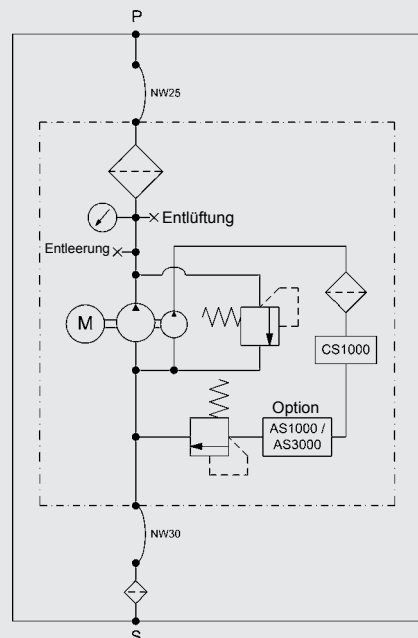 P
NW25
Entlüftung
Entleerung
M
CS1000
Option
AS1000 /
AS3000
NW30
S